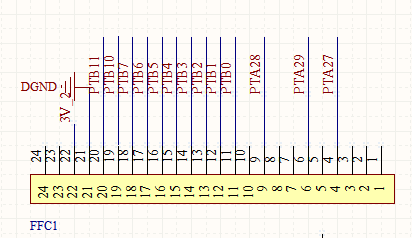 PTB11
PTB10
PTB7
PTB6
PTB5
PTB4
PTB3
PTB2
PTB1
PTB0
PTA28
PTA29
PTA27
DGND
3V_2
24 23 22 21 20 19 18 17 16 15 14 13 12 11 10 9 8 7 6 5 4 3 2 1
24 23 22 21 20 19 18 17 16 15 14 13 12 11 10 9 8 7 6 5 4 3 2 1
FFC1